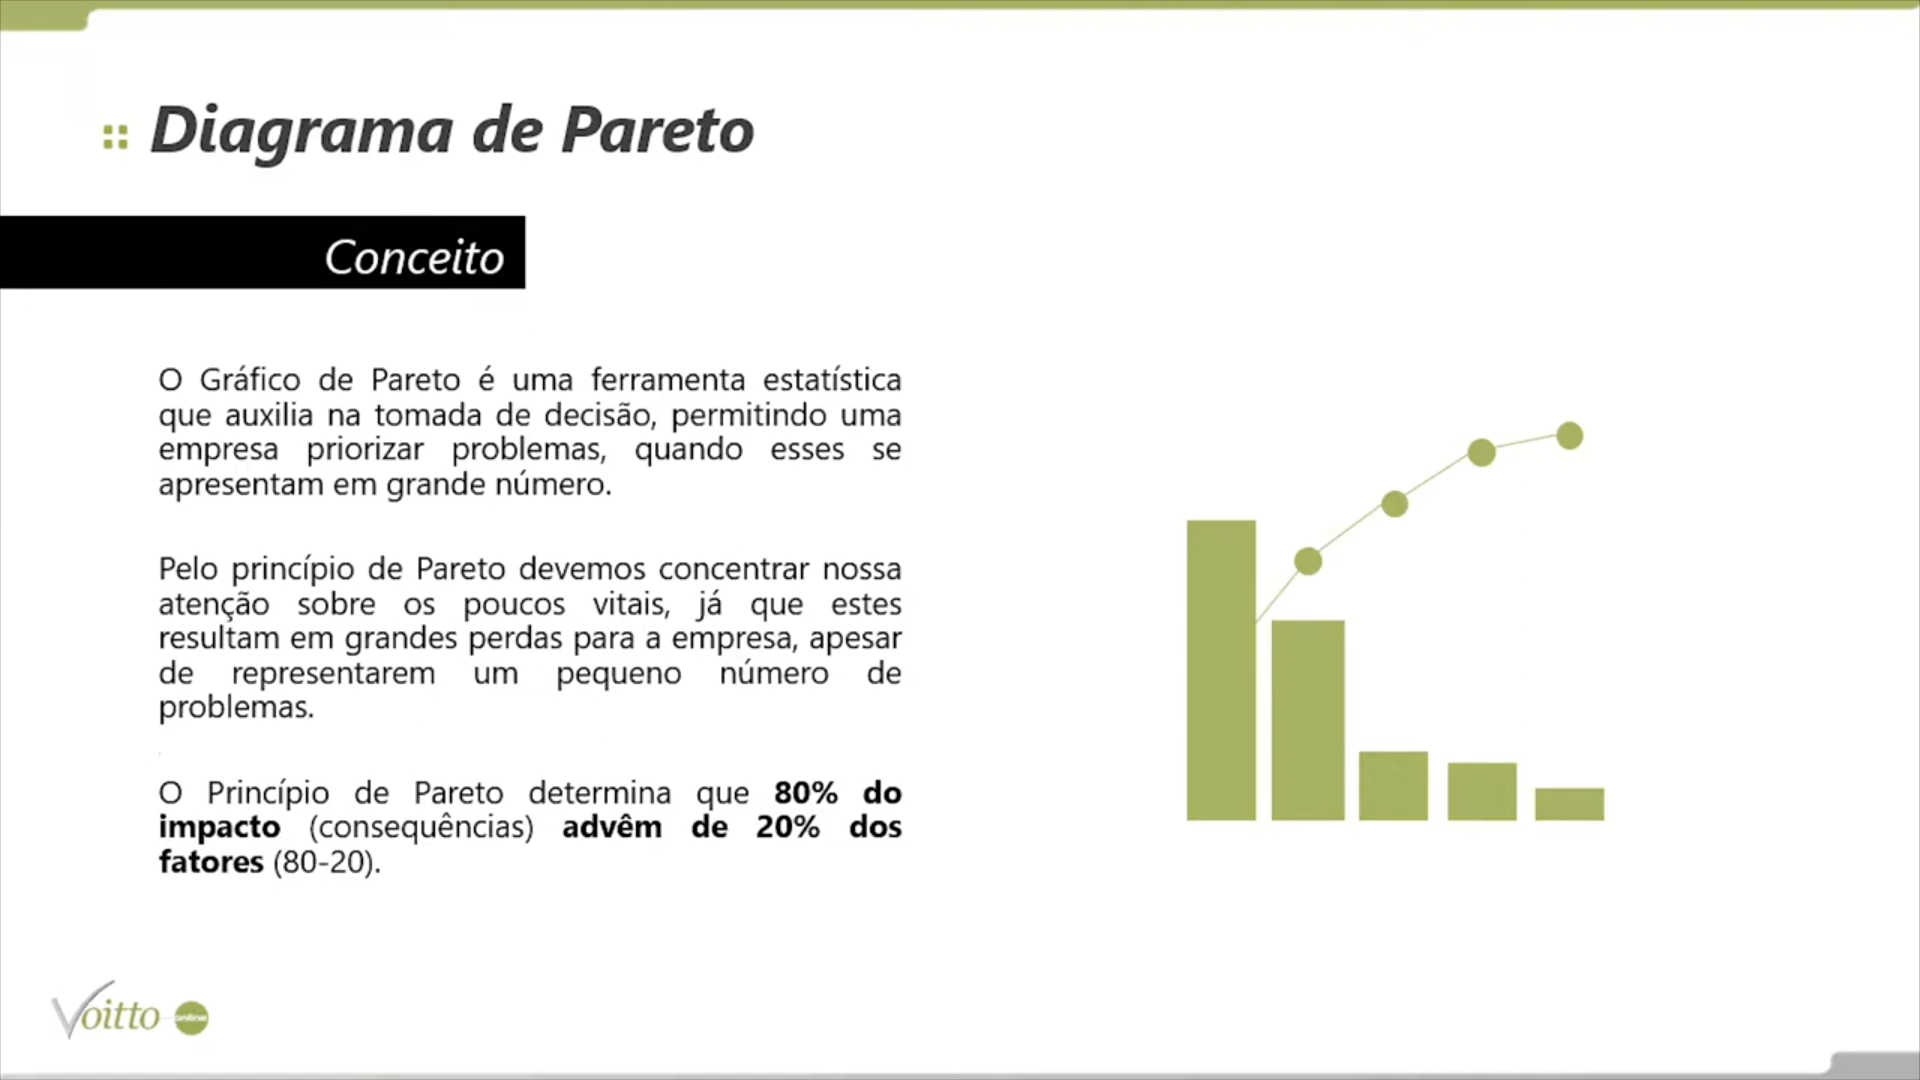 Diagrama de Pareto
Conceito
O Gráfico de Pareto é uma ferramenta estatística
que auxilia na tomada de decisão, permitindo uma
empresa priorizar problemas, quando esses se
apresentam em grande número.
Pelo princípio de Pareto devemos concentrar nossa
atenção sobre os poucos vitais, já que estes
resultam em grandes perdas para a empresa, apesar
de representarem um pequeno número de
problemas.
O Princípio de Pareto determina que 80% do
impacto (consequências) advêm de 20% dos
fatores (80-20).
Voitto online